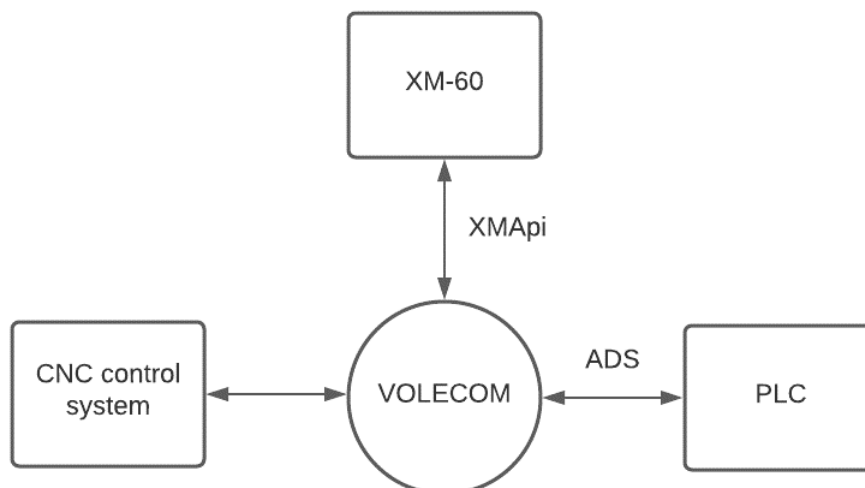 XM-60
XMApi
CNC control
system
VOLECOM
ADS
PLC